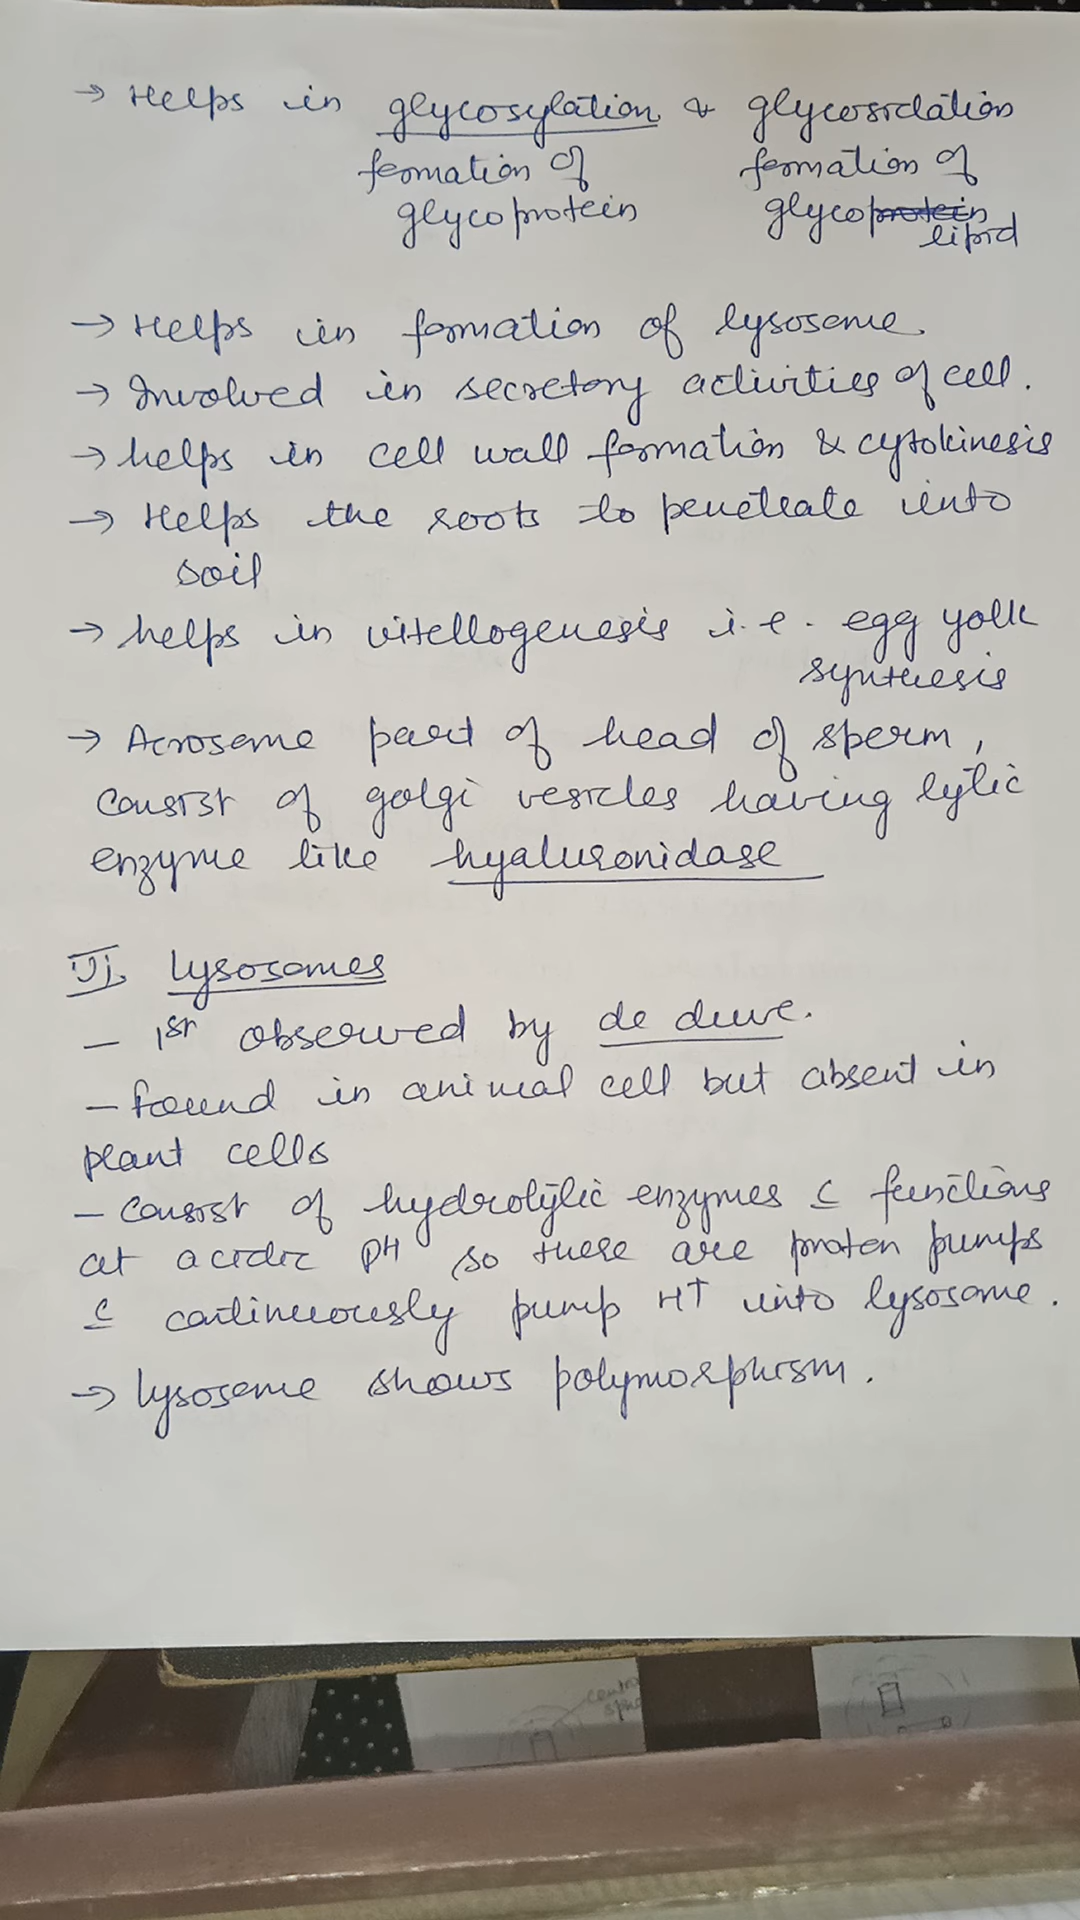 → Helps in glycosylation & glycosidation
formation of formation of
glycoprotein glycoprotein
lipid
→ Helps in formation of lysosome.
→ Involved in secretory activities of cell.
→ helps in cell wall formation & cytokinesis
→ Helps the roots to penetrate into
soil
→ helps in vitellogenesis i.e. egg yolk
synthesis
→ Acrosome part of head of sperm,
consist of golgi vesicles having lytic
enzyme like hyaluronidase
VI. Lysosomes
- 1st observed by de duve.
- found in animal cell but absent in
plant cells
- consist of hydrolytic enzymes c functions
at acidic PH so there are proton pumps
c continuously pump H+ into lysosome.
→ lysosome shows polymorphism.